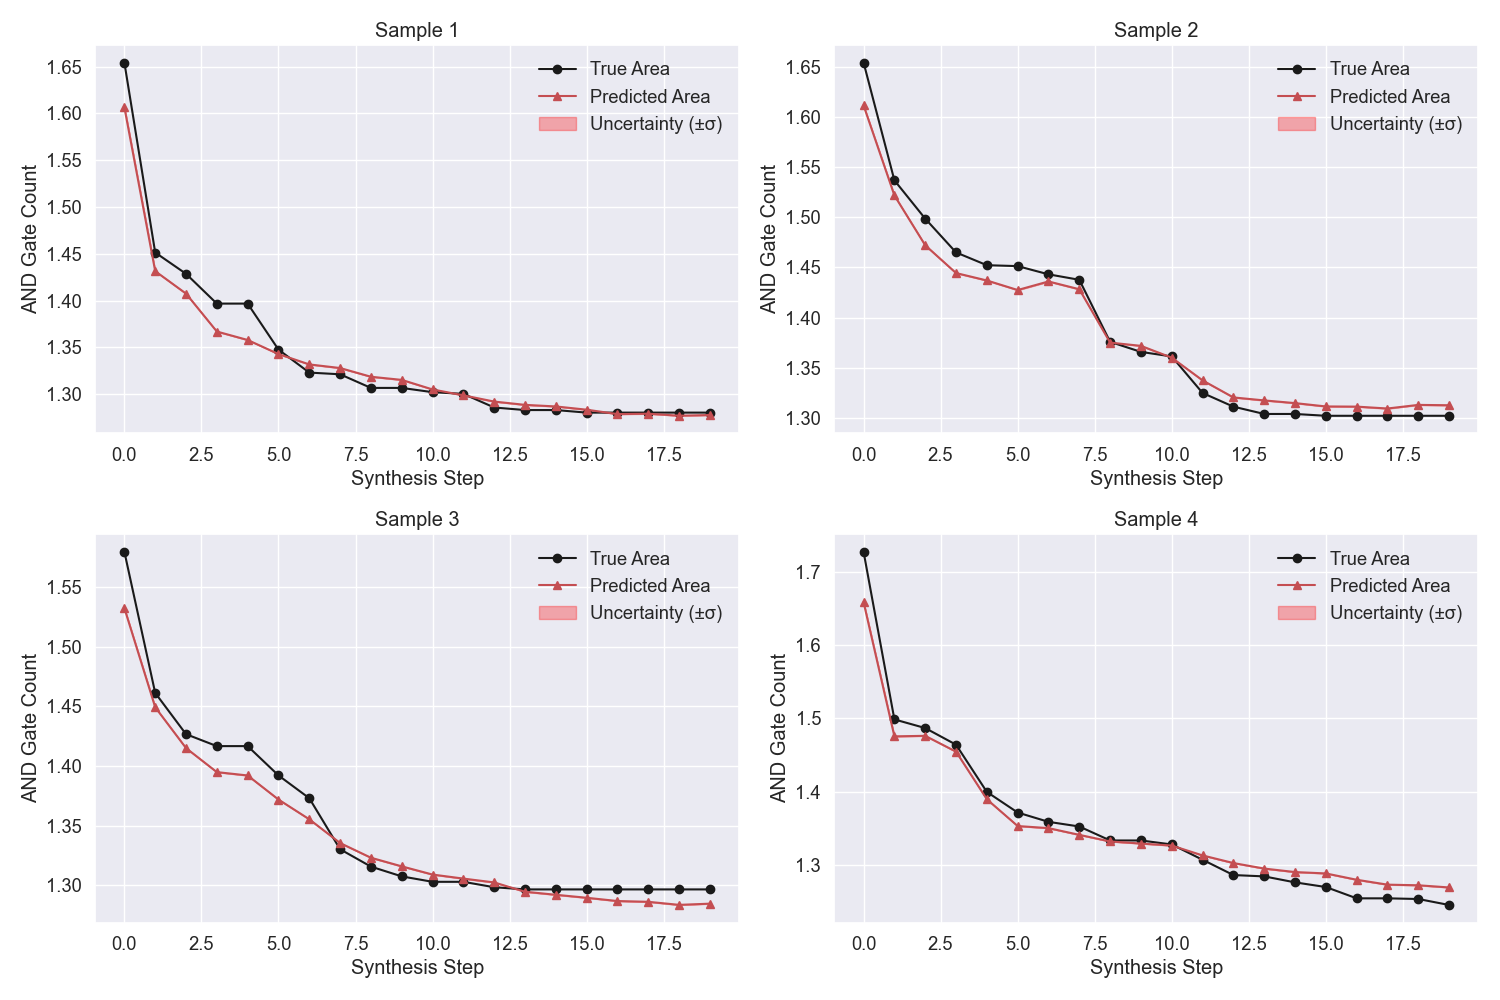 Sample 1
True Area
Predicted Area
Uncertainty (±σ)
AND Gate Count
1.65
1.60
1.55
1.50
1.45
1.40
1.35
1.30
0.0 2.5 5.0 7.5 10.0 12.5 15.0 17.5
Synthesis Step
Sample 2
True Area
Predicted Area
Uncertainty (±σ)
AND Gate Count
1.65
1.60
1.55
1.50
1.45
1.40
1.35
1.30
0.0 2.5 5.0 7.5 10.0 12.5 15.0 17.5
Synthesis Step
Sample 3
True Area
Predicted Area
Uncertainty (±σ)
AND Gate Count
1.55
1.50
1.45
1.40
1.35
1.30
0.0 2.5 5.0 7.5 10.0 12.5 15.0 17.5
Synthesis Step
Sample 4
True Area
Predicted Area
Uncertainty (±σ)
AND Gate Count
1.7
1.6
1.5
1.4
1.3
0.0 2.5 5.0 7.5 10.0 12.5 15.0 17.5
Synthesis Step